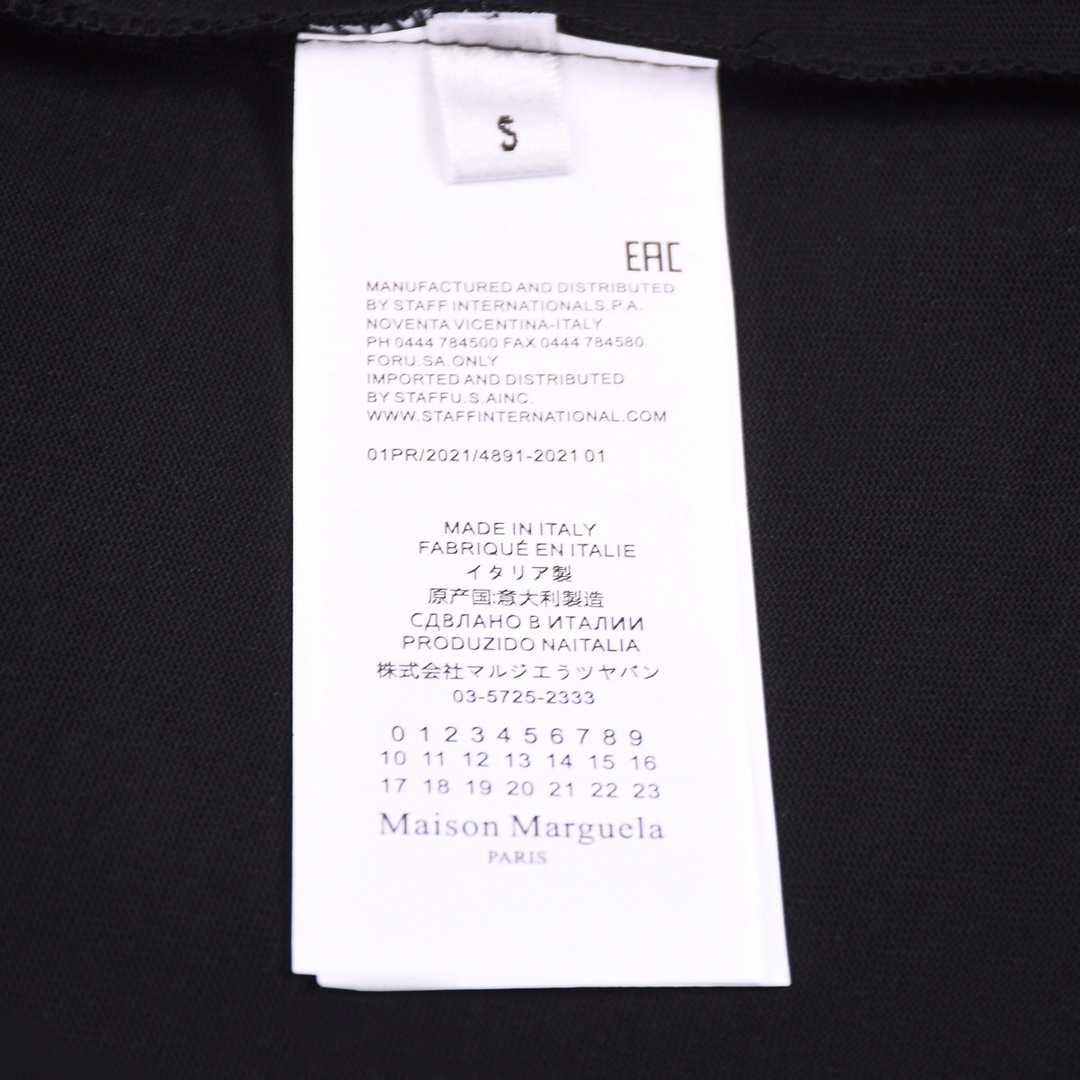 S
EAC
MANUFACTURED AND DISTRIBUTED
BY STAFF INTERNATIONALS.P.A.
NOVENTA VICENTINA-ITALY
PH 0444 784500 FAX 0444 784580
FORU.SA.ONLY
IMPORTED AND DISTRIBUTED
BY STAFFU.S.AINC.
WWW.STAFFINTERNATIONAL.COM
01PR/2021/4891-2021 01
MADE IN ITALY
FABRIQUÉ EN ITALIE
イタリア製
原产国:意大利製造
СДВЛАНО В ИТАЛИИ
PRODUZIDO NAITALIA
株式会社マルジエうツヤバン
03-5725-2333
0 1 2 3 4 5 6 7 8 9
10 11 12 13 14 15 16
17 18 19 20 21 22 23
Maison Marguela
PARIS